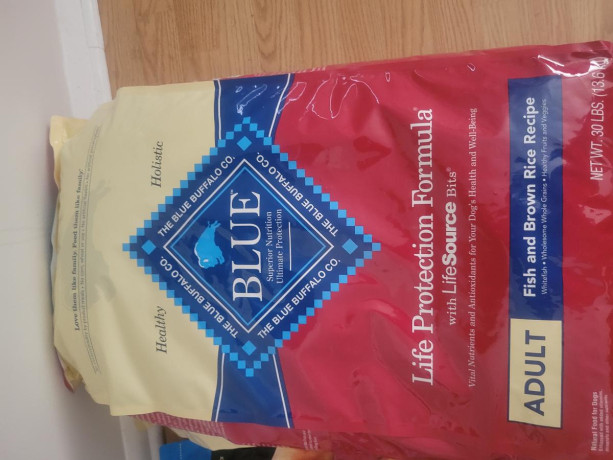 Love them like family. Feed them like family.
Healthy
Holistic
THE BLUE BUFFALO CO.
THE BLUE BUFFALO CO.
BLUE™
Superior Nutrition
Ultimate Protection
THE BLUE BUFFALO CO.
THE BLUE BUFFALO CO.
Life Protection Formula®
with LifeSource Bits®
Vital Nutrients and Antioxidants for Your Dog's Health and Well-Being
ADULT
Fish and Brown Rice Recipe
Whitefish • Wholesome Whole Grains • Healthy Fruits and Veggies
Natural Food for Dogs
NET WT. 30 LBS. (13.6